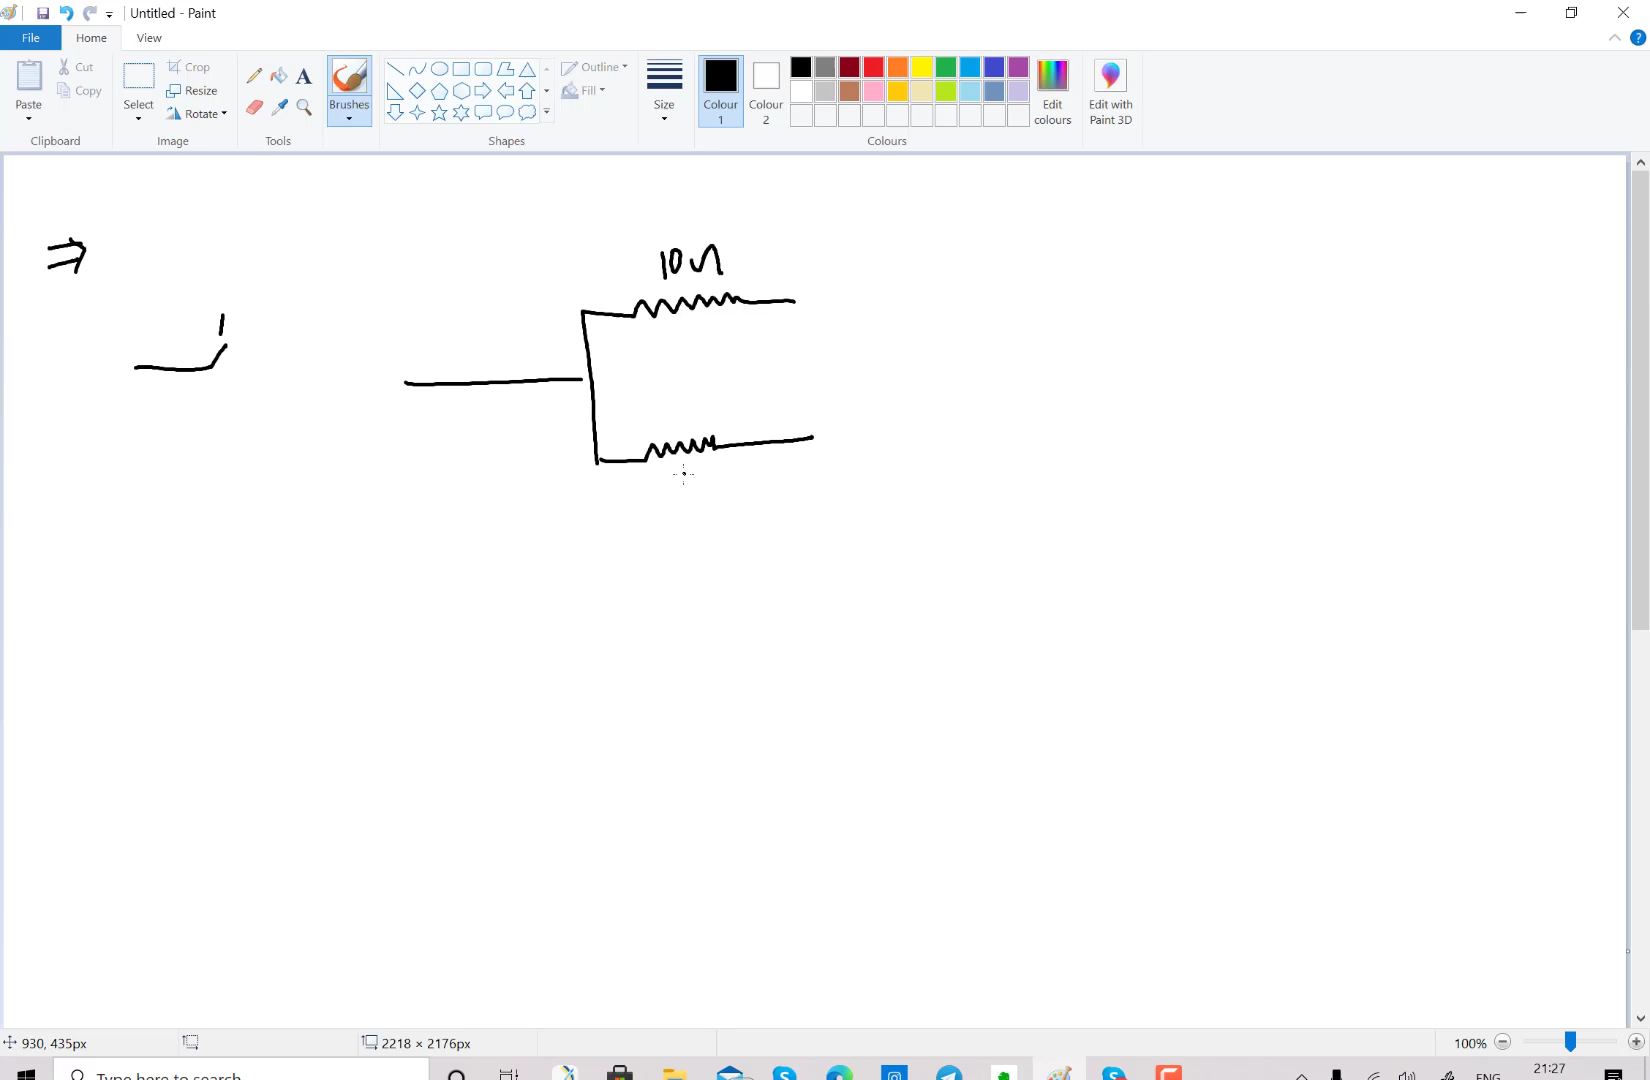 Untitled - Paint
File Home View
Paste
Cut
Copy
Clipboard
Select
Crop
Resize
Rotate
Image
Tools
Brushes
Shapes
Outline
Fill
Size
Colour 1
Colour 2
Edit colours
Edit with Paint 3D
Colours
10Ω
930, 435px
2218 × 2176px
100%
Type here to search
ENG
21:27